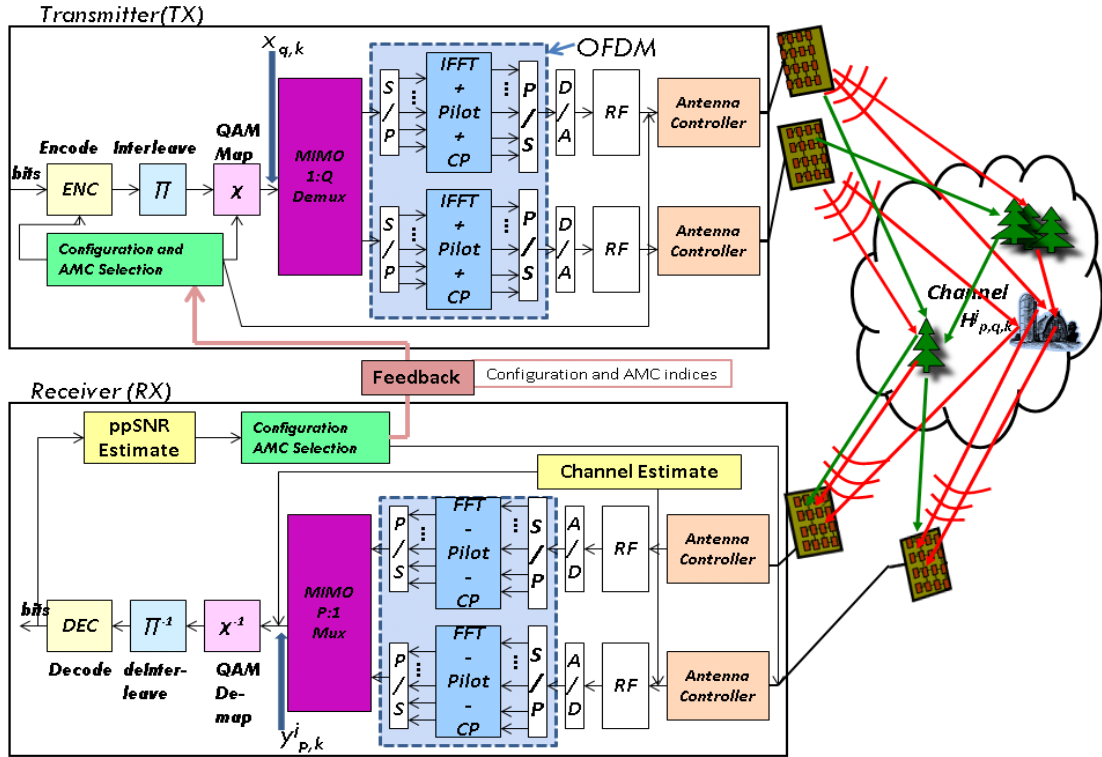 Transmitter(TX)
x q,k
OFDM
bits
Encode
ENC
Interleave
Π
QAM
Map
χ
Configuration and
AMC Selection
MIMO
1:Q
Demux
S
/
P
IFFT
+
Pilot
+
CP
P
/
S
D
/
A
RF
Antenna
Controller
S
/
P
IFFT
+
Pilot
+
CP
P
/
S
D
/
A
RF
Antenna
Controller
Channel
H^j p,q,k
Feedback
Configuration and AMC indices
Receiver (RX)
ppSNR
Estimate
Configuration
AMC Selection
Channel Estimate
bits
DEC
Decode
Π-1
deInter-
leave
χ-1
QAM
De-
map
y^j p,k
MIMO
P:1
Mux
P
/
S
FFT
-
Pilot
-
CP
S
/
P
A
/
D
RF
Antenna
Controller
P
/
S
FFT
-
Pilot
-
CP
S
/
P
A
/
D
RF
Antenna
Controller